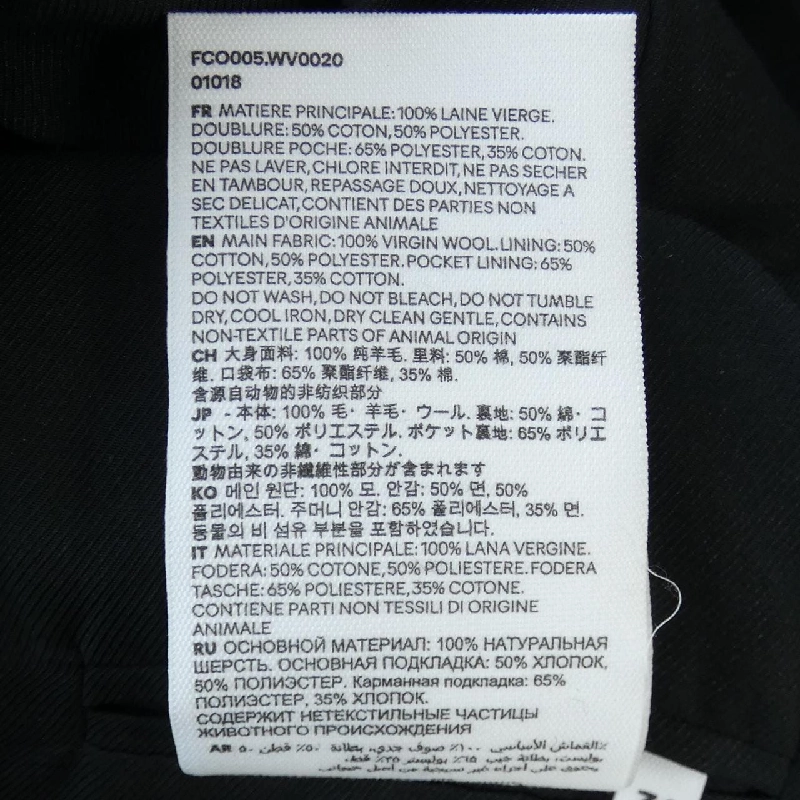 FCO005.WV0020
01018
FR MATIERE PRINCIPALE:100% LAINE VIERGE.
DOUBLURE:50% COTON,50% POLYESTER.
DOUBLURE POCHE:65% POLYESTER,35% COTON.
NE PAS LAVER,CHLORE INTERDIT,NE PAS SECHER
EN TAMBOUR,REPASSAGE DOUX,NETTOYAGE A
SEC DELICAT,CONTIENT DES PARTIES NON
TEXTILES D'ORIGINE ANIMALE
EN MAIN FABRIC:100% VIRGIN WOOL.LINING:50%
COTTON,50% POLYESTER.POCKET LINING:65%
POLYESTER,35% COTTON.
DO NOT WASH,DO NOT BLEACH,DO NOT TUMBLE
DRY,COOL IRON,DRY CLEAN GENTLE,CONTAINS
NON-TEXTILE PARTS OF ANIMAL ORIGIN
CH 大身面料: 100% 纯羊毛. 里料: 50% 棉, 50% 聚酯纤
维. 口袋布: 65% 聚酯纤维, 35% 棉.
含源自动物的非纺织部分
JP - 本体: 100% 毛・羊毛・ウール. 裏地: 50% 綿・コ
ットン, 50% ポリエステル. ポケット裏地: 65% ポリエ
ステル, 35% 綿・コットン.
動物由来の非繊維性部分が含まれます
KO 메인 원단: 100% 모. 안감: 50% 면, 50%
폴리에스터. 주머니 안감: 65% 폴리에스터, 35% 면.
동물의 비 섬유 부분을 포함하였습니다.
IT MATERIALE PRINCIPALE:100% LANA VERGINE.
FODERA:50% COTONE,50% POLIESTERE.FODERA
TASCHE:65% POLIESTERE,35% COTONE.
CONTIENE PARTI NON TESSILI DI ORIGINE
ANIMALE
RU ОСНОВНОЙ МАТЕРИАЛ: 100% НАТУРАЛЬНАЯ
ШЕРСТЬ. ОСНОВНАЯ ПОДКЛАДКА: 50% ХЛОПОК,
50% ПОЛИЭСТЕР. Карманная подкладка: 65%
ПОЛИЭСТЕР, 35% ХЛОПОК.
СОДЕРЖИТ НЕТЕКСТИЛЬНЫЕ ЧАСТИЦЫ
ЖИВОТНОГО ПРОИСХОЖДЕНИЯ
AR القماش الأساسي ١٠٠٪ صوف جدي، بطانة ٥٠٪ قطن، ٥٠